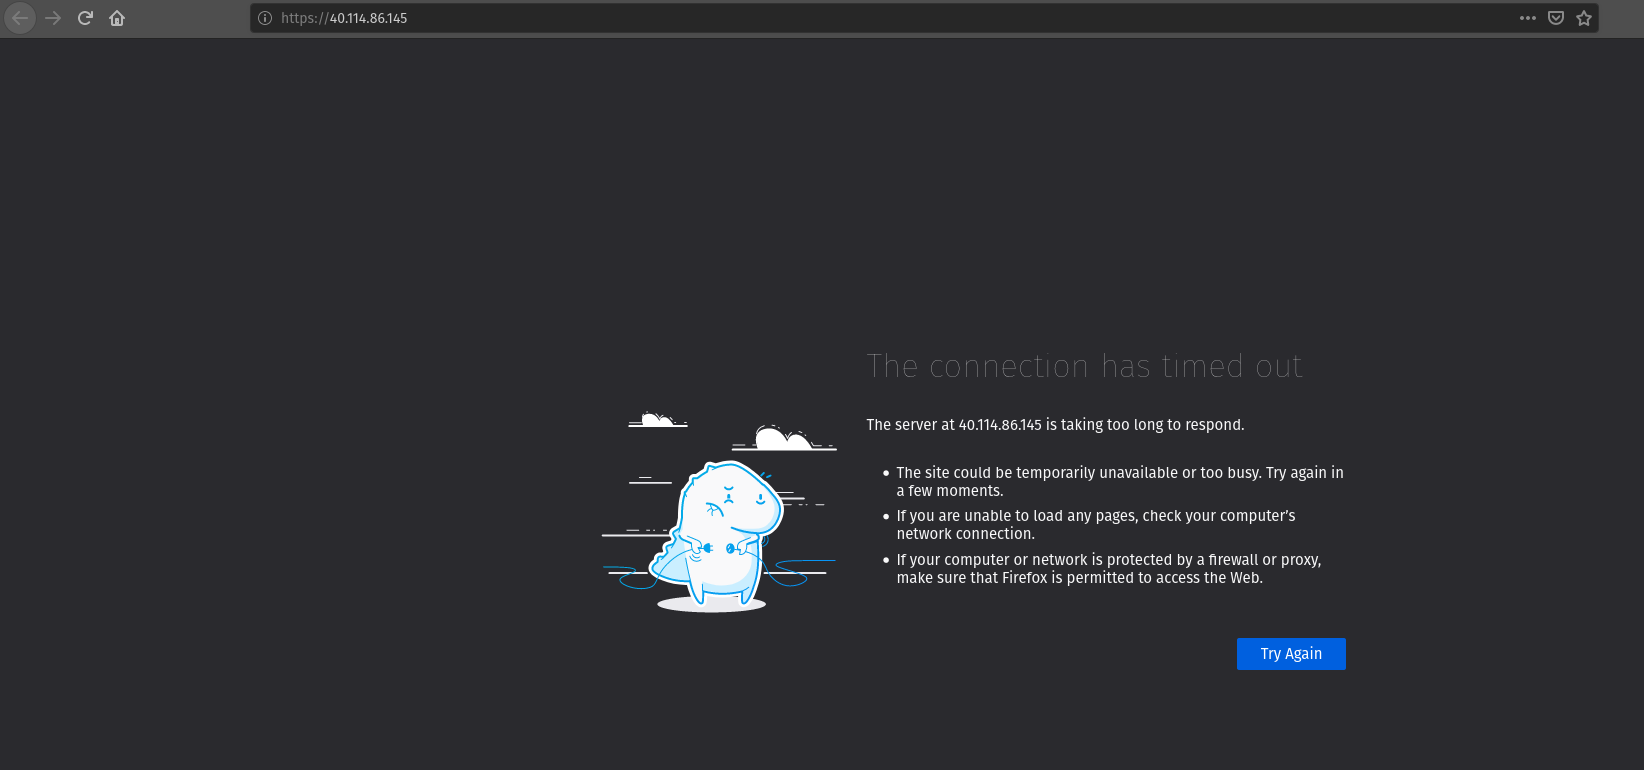 https://40.114.86.145
The connection has timed out
The server at 40.114.86.145 is taking too long to respond.
The site could be temporarily unavailable or too busy. Try again in
a few moments.
If you are unable to load any pages, check your computer’s
network connection.
If your computer or network is protected by a firewall or proxy,
make sure that Firefox is permitted to access the Web.
Try Again